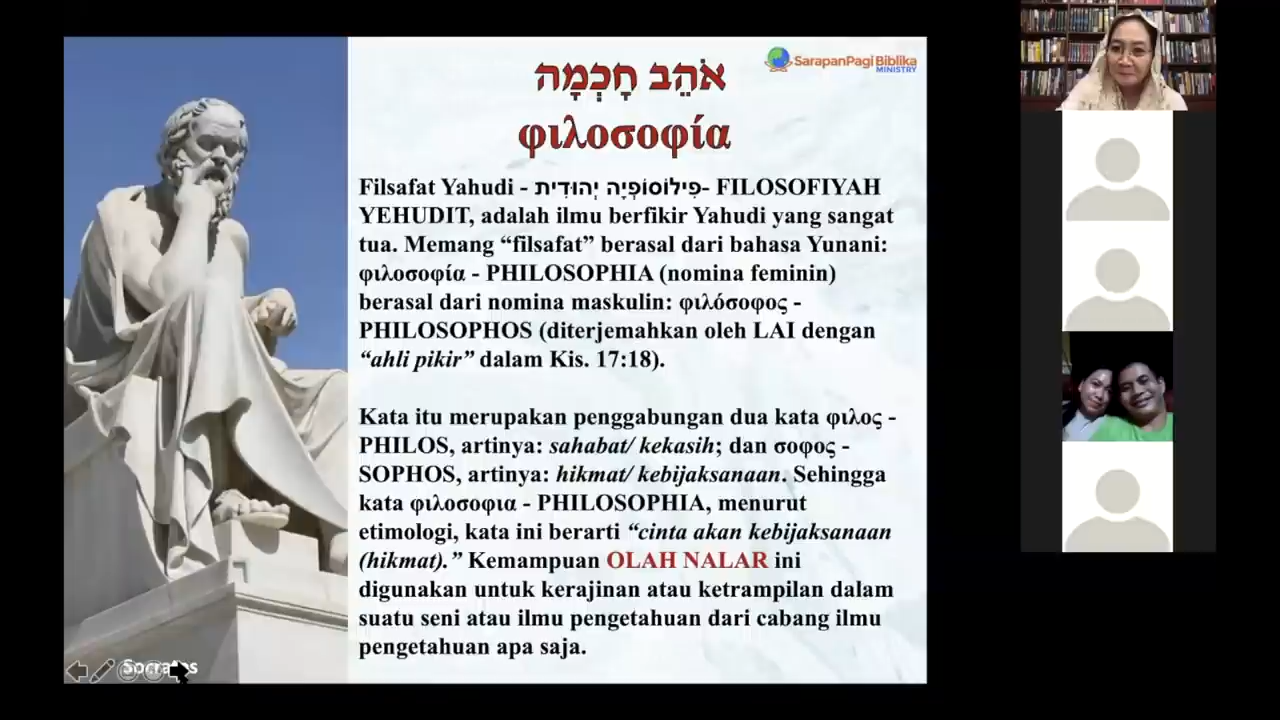 אֹהֵב חָכְמָה
SarapanPagi Biblika
MINISTRY
φιλοσοφία
Filsafat Yahudi - פִילוֹסוֹפְיָה יְהוּדִית- FILOSOFIYAH
YEHUDIT, adalah ilmu berfikir Yahudi yang sangat
tua. Memang “filsafat” berasal dari bahasa Yunani:
φιλοσοφία - PHILOSOPHIA (nomina feminin)
berasal dari nomina maskulin: φιλόσοφος -
PHILOSOPHOS (diterjemahkan oleh LAI dengan
“ahli pikir” dalam Kis. 17:18).
Kata itu merupakan penggabungan dua kata φιλος -
PHILOS, artinya: sahabat/ kekasih; dan σοφος -
SOPHOS, artinya: hikmat/ kebijaksanaan. Sehingga
kata φιλοσοφια - PHILOSOPHIA, menurut
etimologi, kata ini berarti “cinta akan kebijaksanaan
(hikmat).” Kemampuan OLAH NALAR ini
digunakan untuk kerajinan atau ketrampilan dalam
suatu seni atau ilmu pengetahuan dari cabang ilmu
pengetahuan apa saja.
Socrates